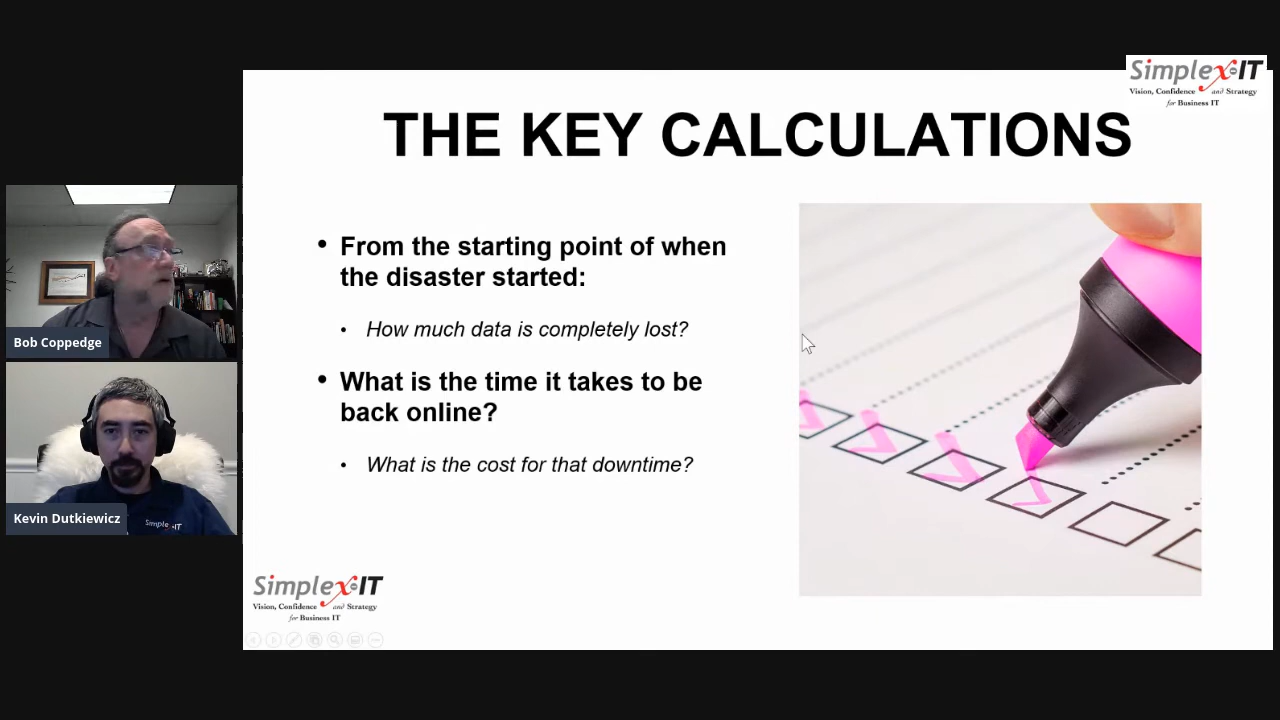 Simplex-IT
Vision, Confidence and Strategy
for Business IT
THE KEY CALCULATIONS
• From the starting point of when
the disaster started:
• How much data is completely lost?
• What is the time it takes to be
back online?
• What is the cost for that downtime?
Bob Coppedge
Simplex-IT
Kevin Dutkiewicz
Simplex-IT
Vision, Confidence and Strategy
for Business IT